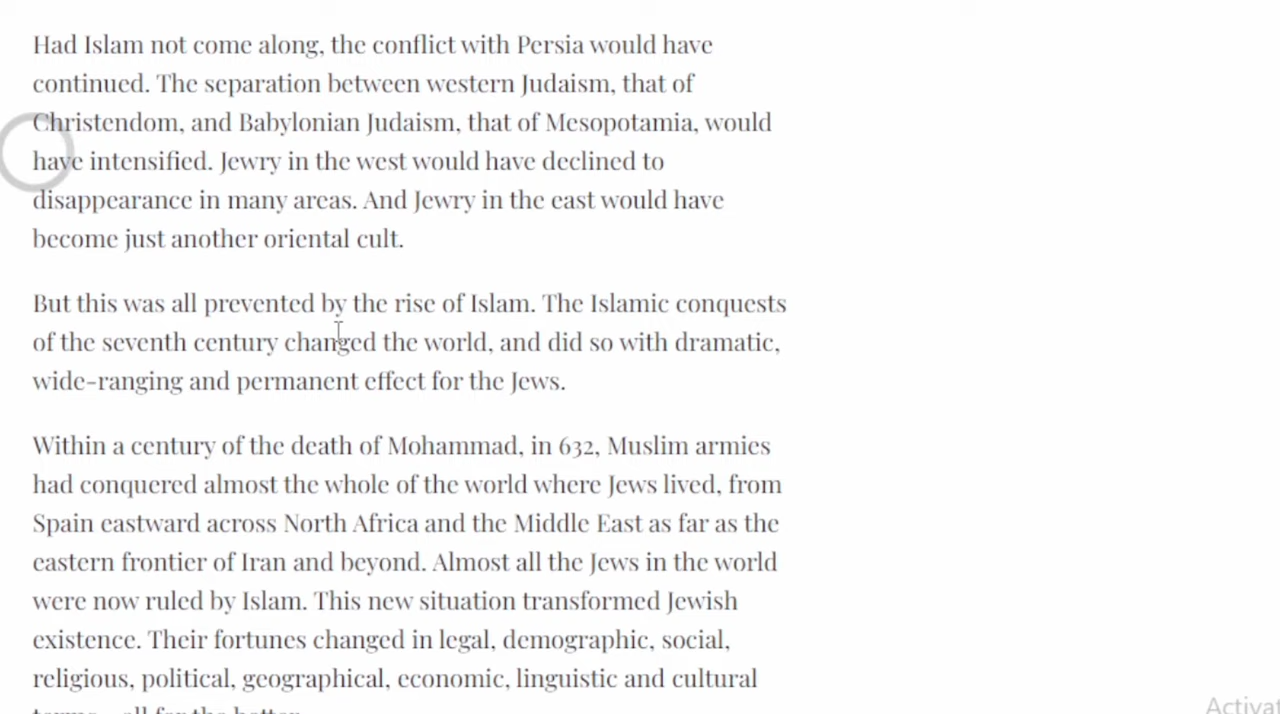 Had Islam not come along, the conflict with Persia would have
continued. The separation between western Judaism, that of
Christendom, and Babylonian Judaism, that of Mesopotamia, would
have intensified. Jewry in the west would have declined to
disappearance in many areas. And Jewry in the east would have
become just another oriental cult.
But this was all prevented by the rise of Islam. The Islamic conquests
of the seventh century changed the world, and did so with dramatic,
wide-ranging and permanent effect for the Jews.
Within a century of the death of Mohammad, in 632, Muslim armies
had conquered almost the whole of the world where Jews lived, from
Spain eastward across North Africa and the Middle East as far as the
eastern frontier of Iran and beyond. Almost all the Jews in the world
were now ruled by Islam. This new situation transformed Jewish
existence. Their fortunes changed in legal, demographic, social,
religious, political, geographical, economic, linguistic and cultural
terms – all for the better.